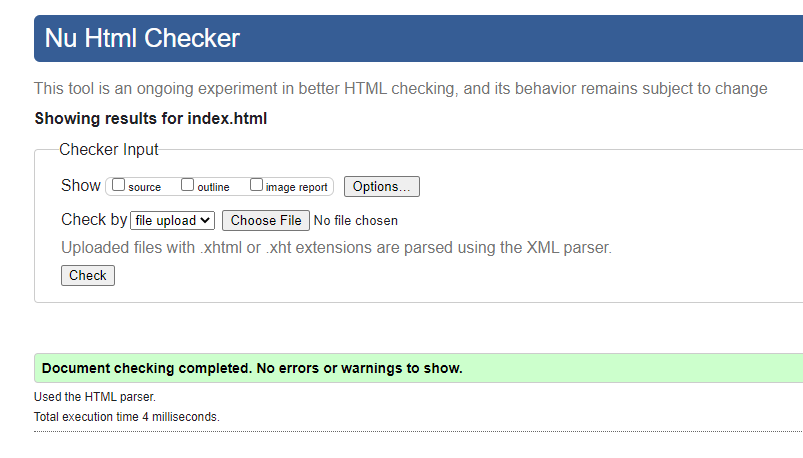 Nu Html Checker
This tool is an ongoing experiment in better HTML checking, and its behavior remains subject to change
Showing results for index.html
Checker Input
Show source outline image report Options...
Check by file upload Choose File No file chosen
Uploaded files with .xhtml or .xht extensions are parsed using the XML parser.
Check
Document checking completed. No errors or warnings to show.
Used the HTML parser.
Total execution time 4 milliseconds.